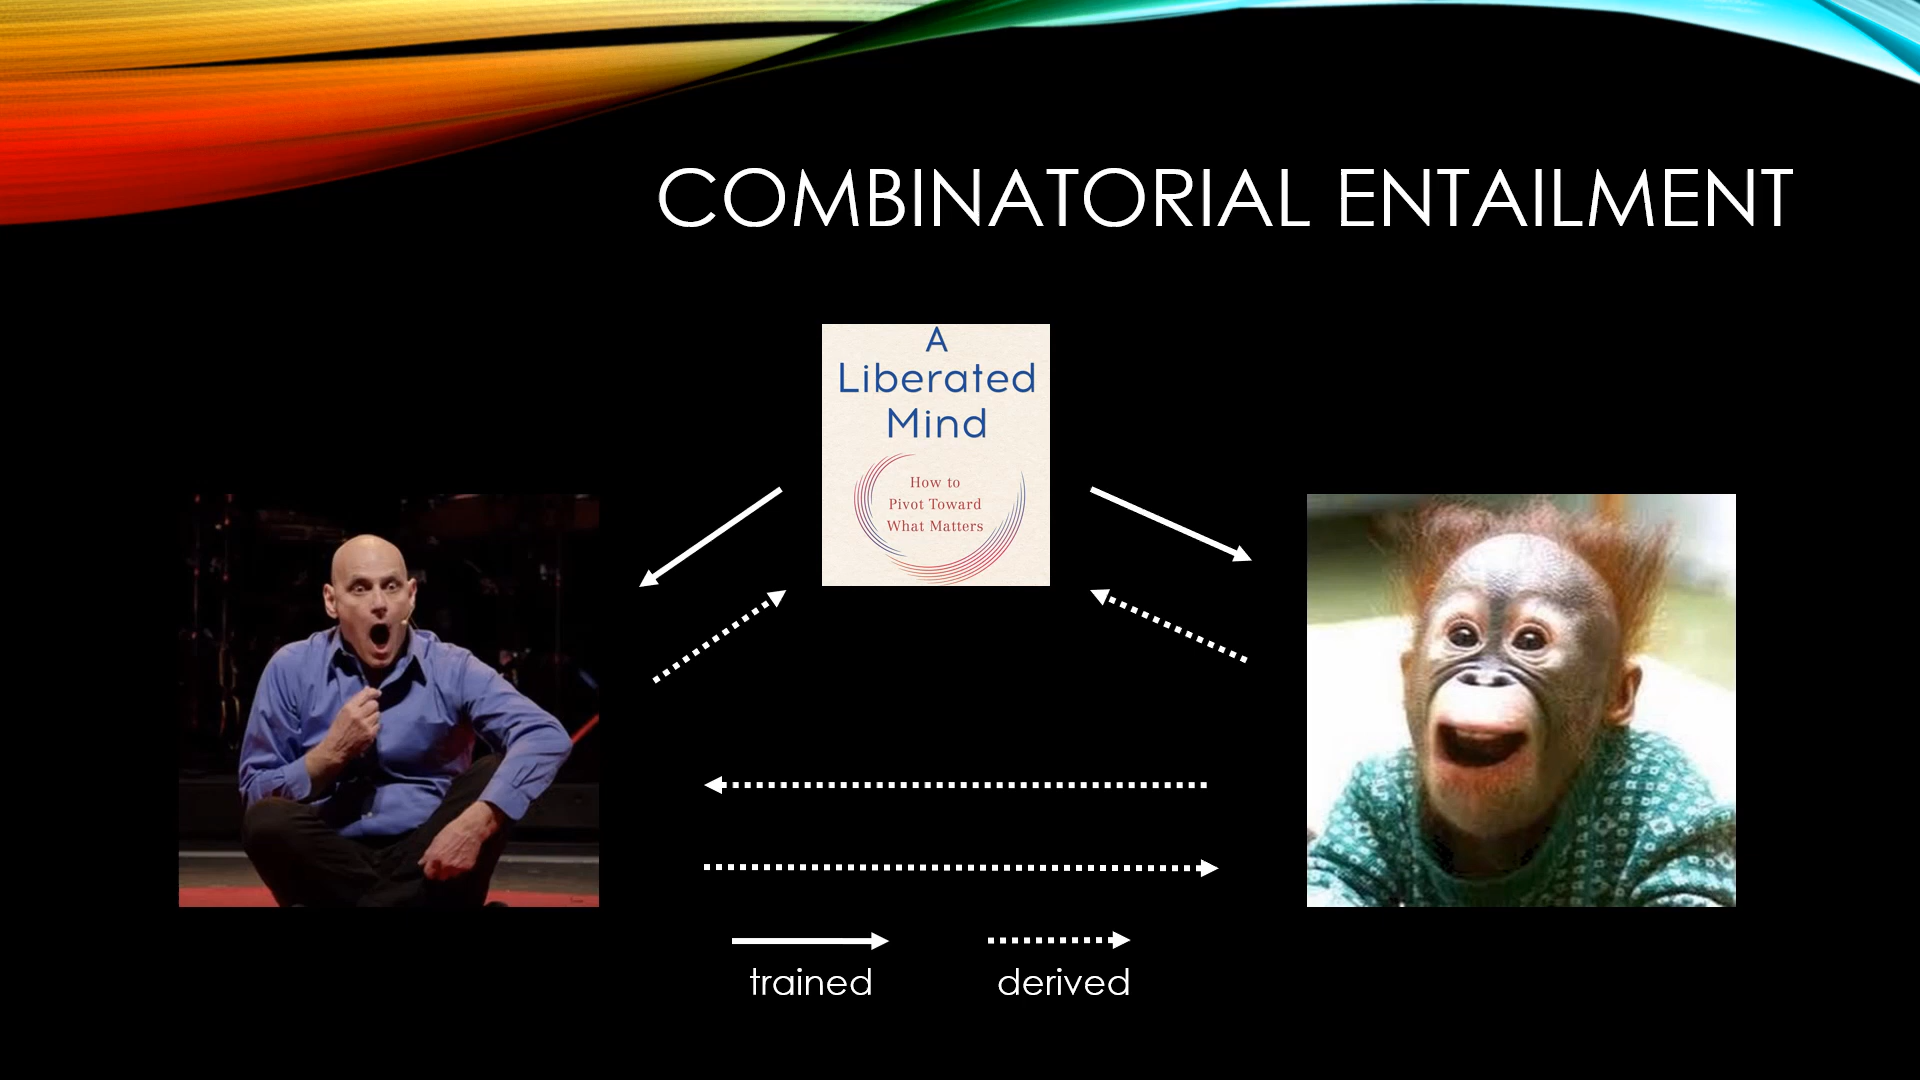 COMBINATORIAL ENTAILMENT
A
Liberated
Mind
How to
Pivot Toward
What Matters
trained
derived